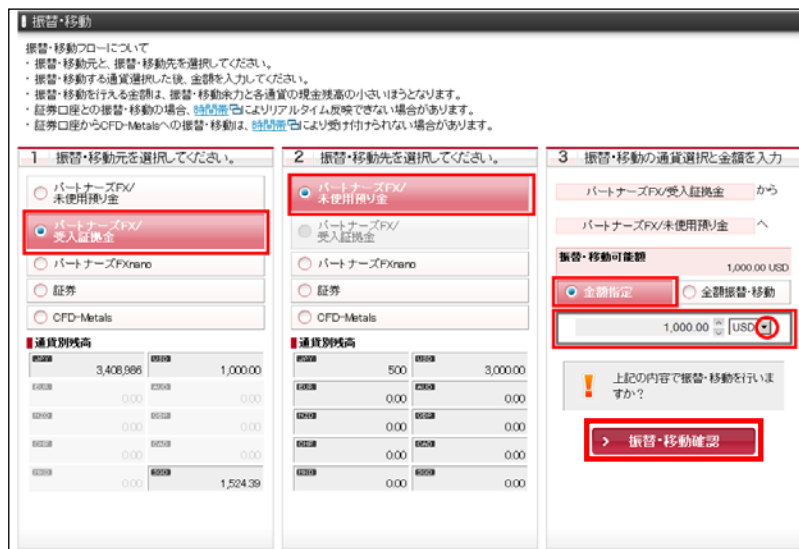 振替・移動
振替・移動フローについて
・振替・移動元と、振替・移動先を選択してください。
・振替・移動する通貨選択した後、金額を入力してください。
・振替・移動を行える金額は、振替・移動余力と各通貨の現金残高の小さいほうとなります。
・証券口座との振替・移動の場合、時間帯によりリアルタイム反映できない場合があります。
・証券口座からCFD-Metalsへの振替・移動は、時間帯により受け付けられない場合があります。
1 振替・移動元を選択してください。
パートナーズFX/
未使用預り金
パートナーズFX/
受入証拠金
パートナーズFXnano
証券
CFD-Metals
通貨別残高
JPY 3,408,986 USD 1,000.00
EUR 0.00 AUD 0.00
NZD 0.00 GBP 0.00
CHF 0.00 CAD 0.00
0.00 SGD 1,524.39
2 振替・移動先を選択してください。
パートナーズFX/
未使用預り金
パートナーズFX/
受入証拠金
パートナーズFXnano
証券
CFD-Metals
通貨別残高
JPY 500 USD 3,000.00
EUR 0.00 AUD 0.00
NZD 0.00 GBP 0.00
CHF 0.00 CAD 0.00
0.00 SGD 0.00
3 振替・移動の通貨選択と金額を入力
パートナーズFX/受入証拠金 から
パートナーズFX/未使用預り金 へ
振替・移動可能額
1,000.00 USD
金額指定 全額振替・移動
1,000.00 USD
上記の内容で振替・移動を行いま
すか?
振替・移動確認